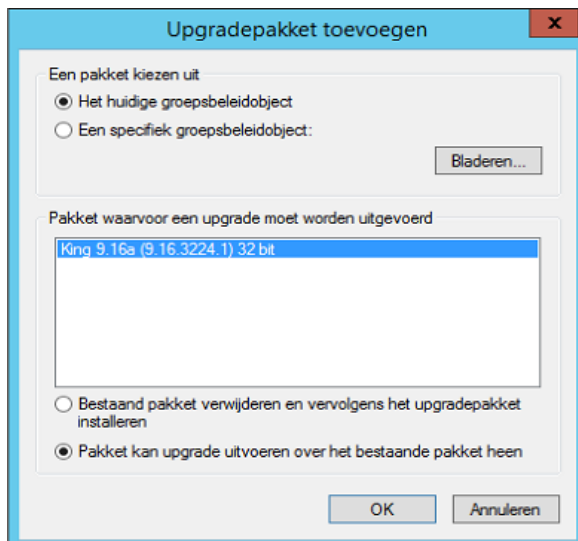 Upgradepakket toevoegen
x
Een pakket kiezen uit
Het huidige groepsbeleidobject
Een specifiek groepsbeleidobject:
Bladeren...
Pakket waarvoor een upgrade moet worden uitgevoerd
King 9.16a (9.16.3224.1) 32 bit
Bestaand pakket verwijderen en vervolgens het upgradepakket
installeren
Pakket kan upgrade uitvoeren over het bestaande pakket heen
OK
Annuleren